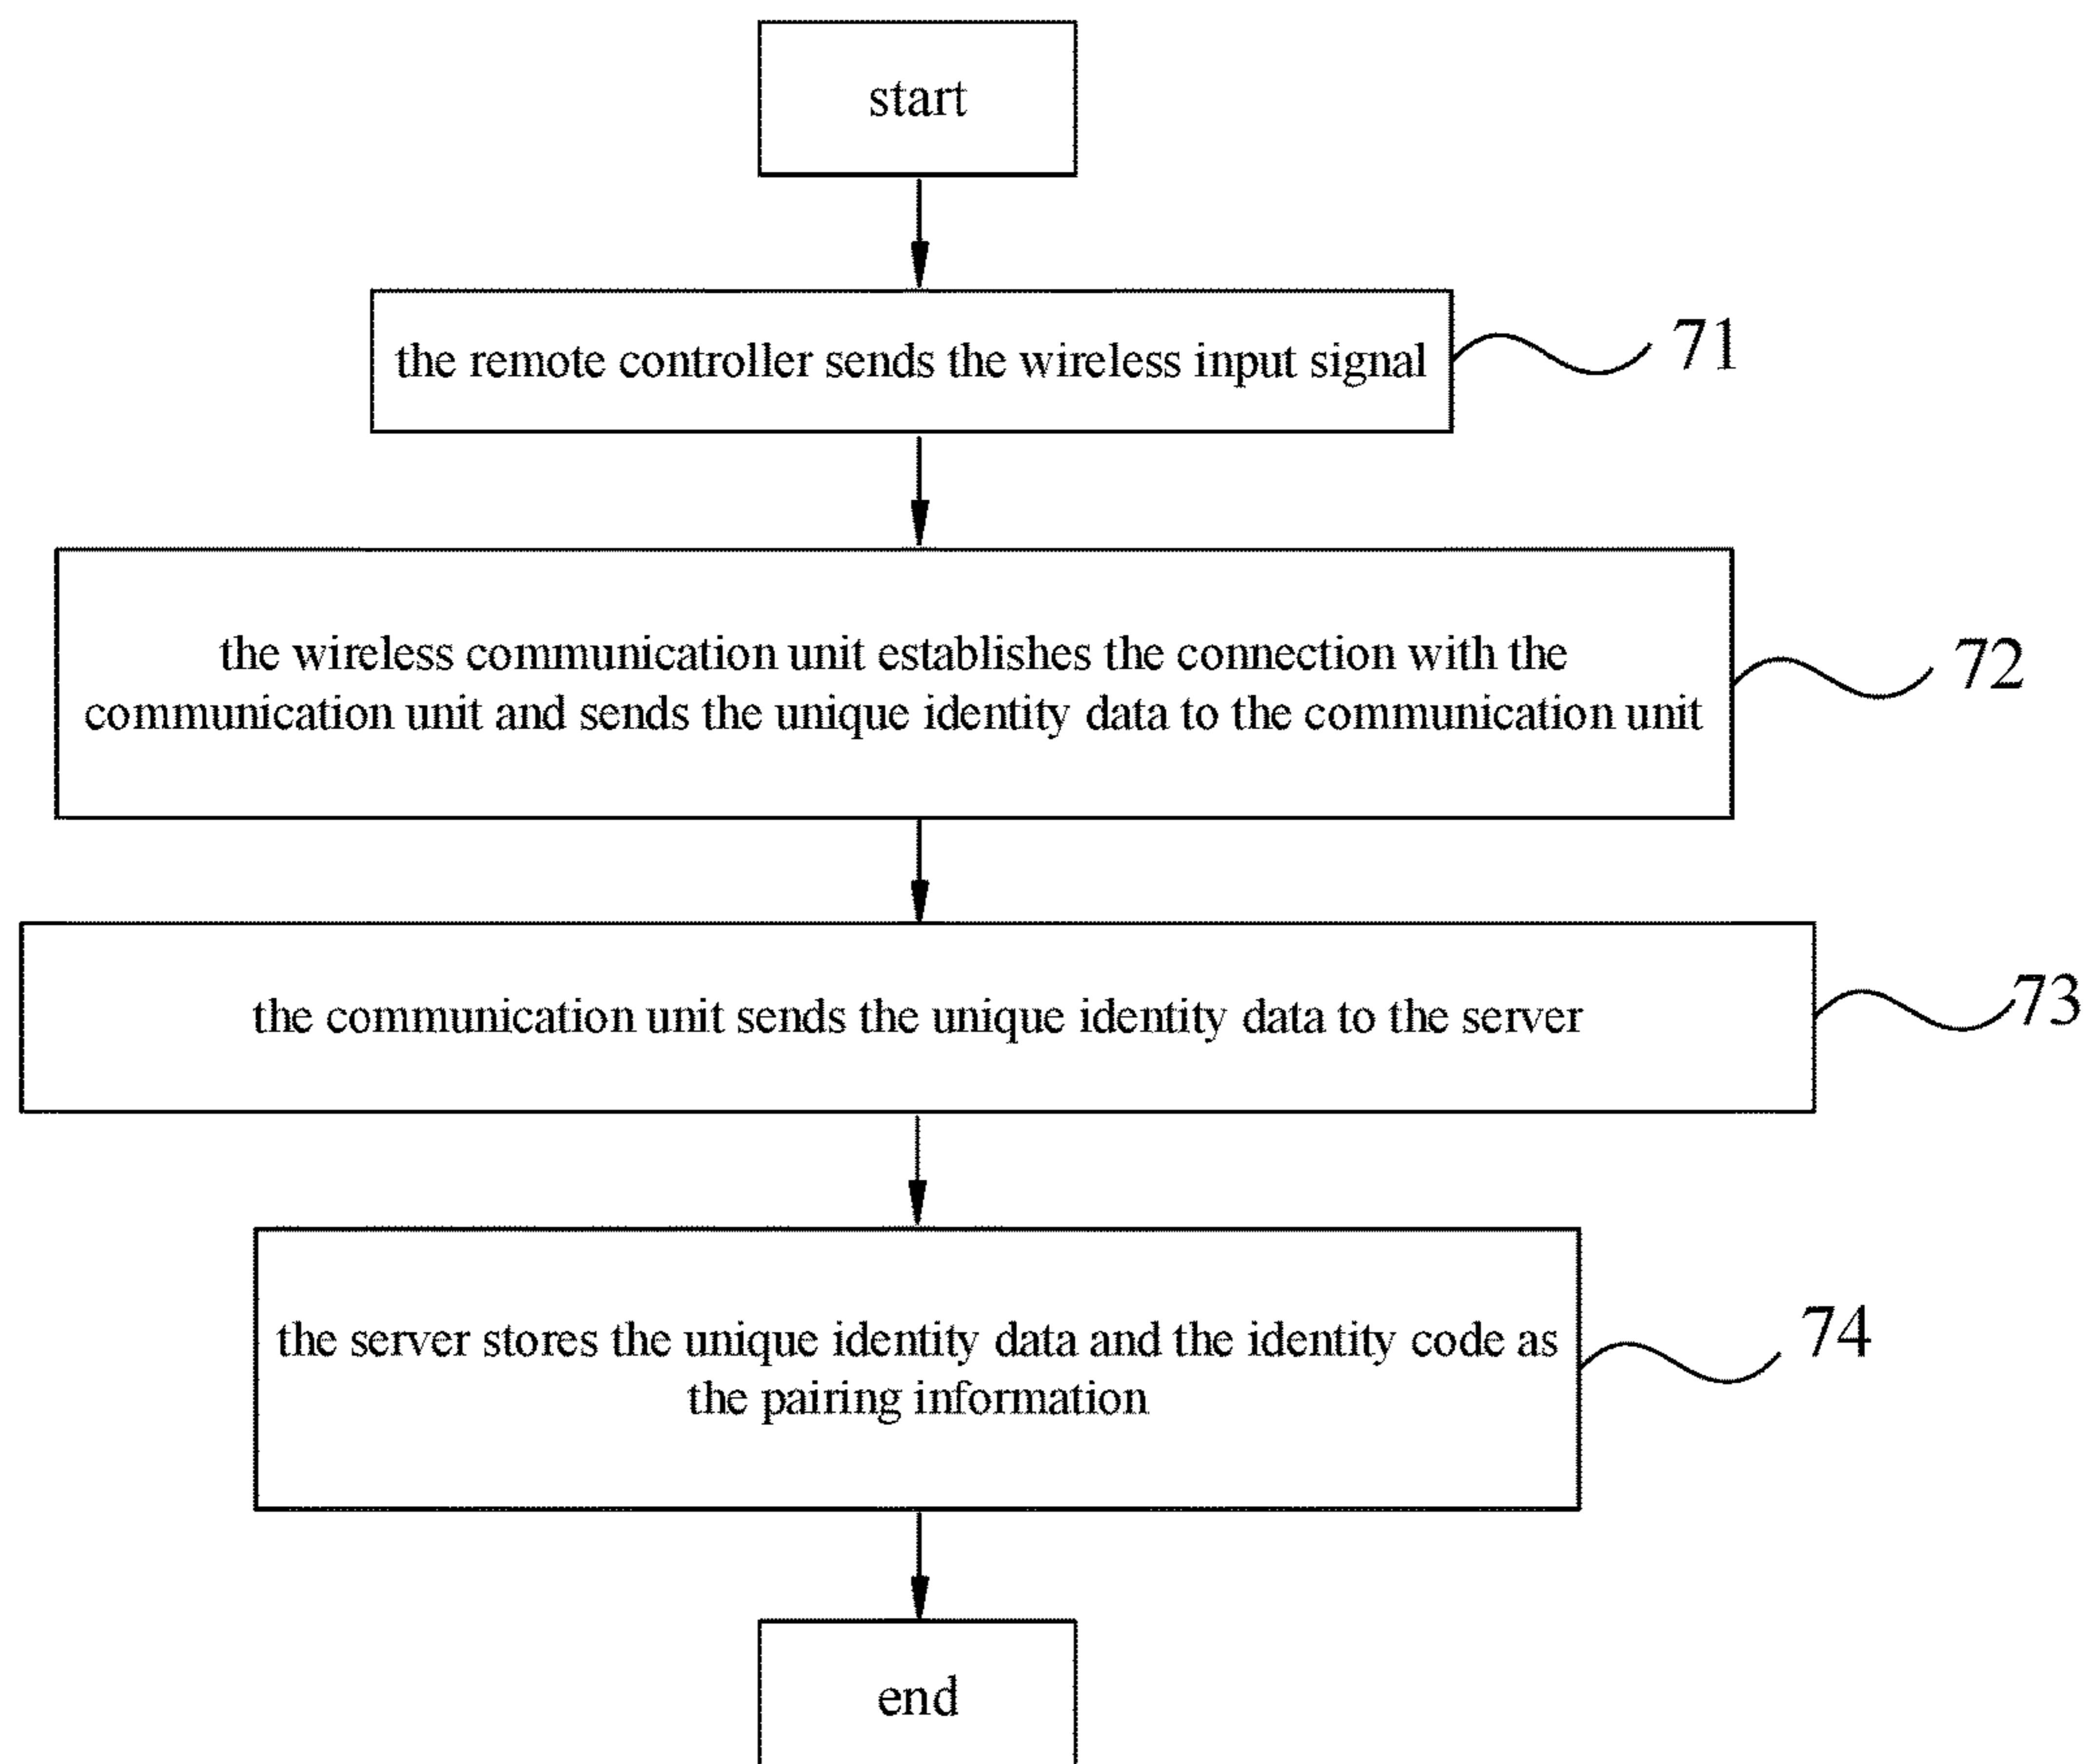 start
the remote controller sends the wireless input signal
71
the wireless communication unit establishes the connection with the
communication unit and sends the unique identity data to the communication unit
72
the communication unit sends the unique identity data to the server
73
the server stores the unique identity data and the identity code as
the pairing information
74
end